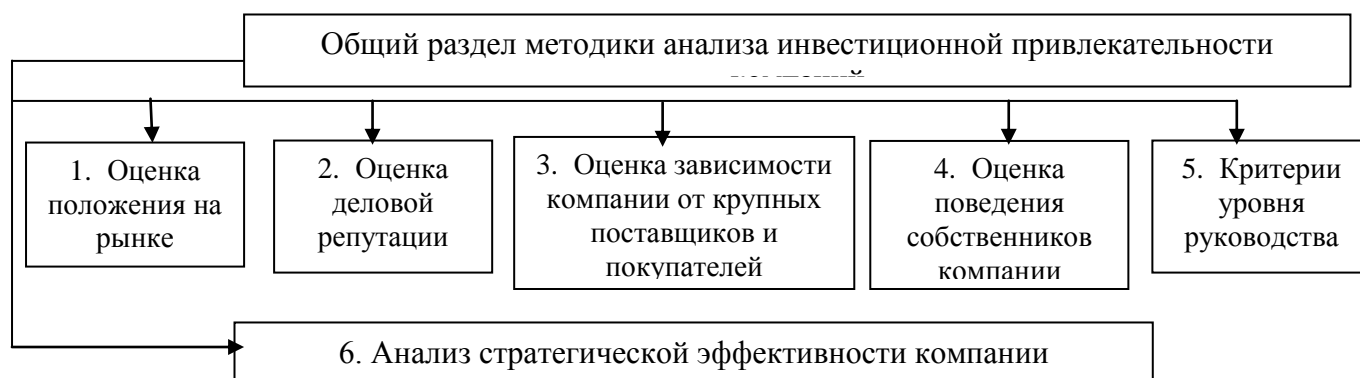 Общий раздел методики анализа инвестиционной привлекательности
компаний
1. Оценка
положения на
рынке
2. Оценка
деловой
репутации
3. Оценка зависимости
компании от крупных
поставщиков и
покупателей
4. Оценка
поведения
собственников
компании
5. Критерии
уровня
руководства
6. Анализ стратегической эффективности компании